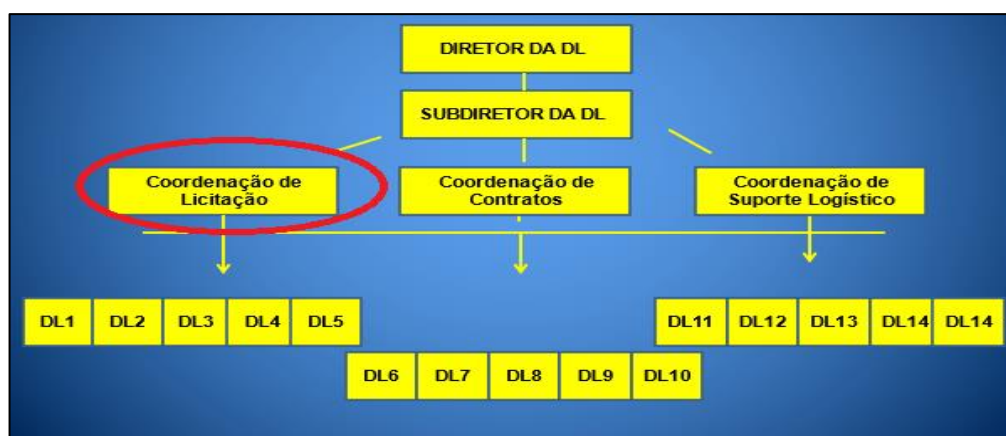 DIRETOR DA DL
SUBDIRETOR DA DL
Coordenação de
Licitação
Coordenação de
Contratos
Coordenação de
Suporte Logístico
DL1 DL2 DL3 DL4 DL5
DL11 DL12 DL13 DL14 DL14
DL6 DL7 DL8 DL9 DL10